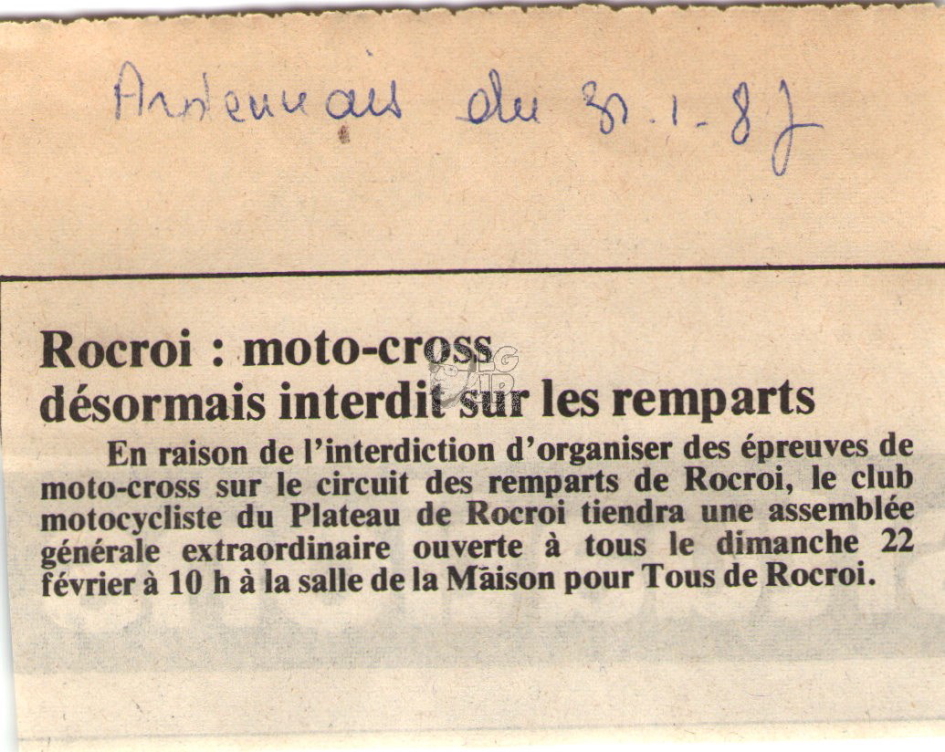 Ardennais du 31.1-87
Rocroi : moto-cross
désormais interdit sur les remparts
En raison de l'interdiction d'organiser des épreuves de
moto-cross sur le circuit des remparts de Rocroi, le club
motocycliste du Plateau de Rocroi tiendra une assemblée
générale extraordinaire ouverte à tous le dimanche 22
février à 10 h à la salle de la Maison pour Tous de Rocroi.